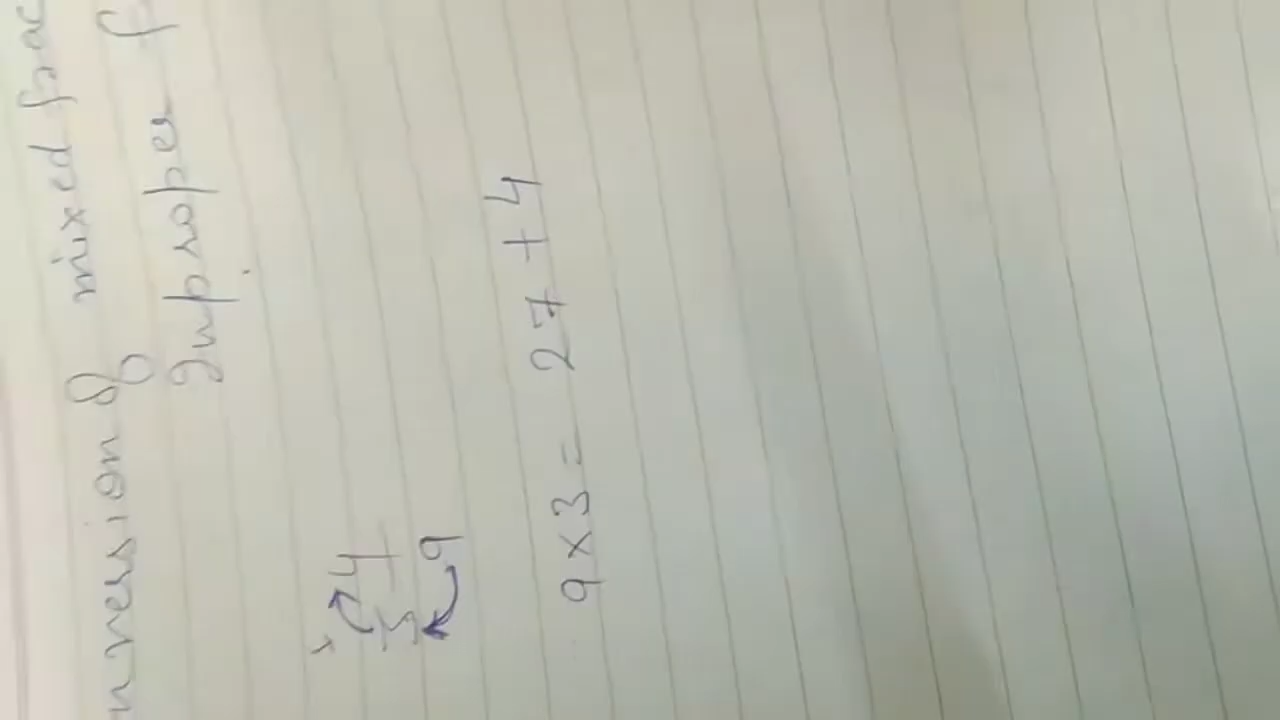 nversion of mixed frac
Improper f
3 4/9
9 x 3 = 27 + 4